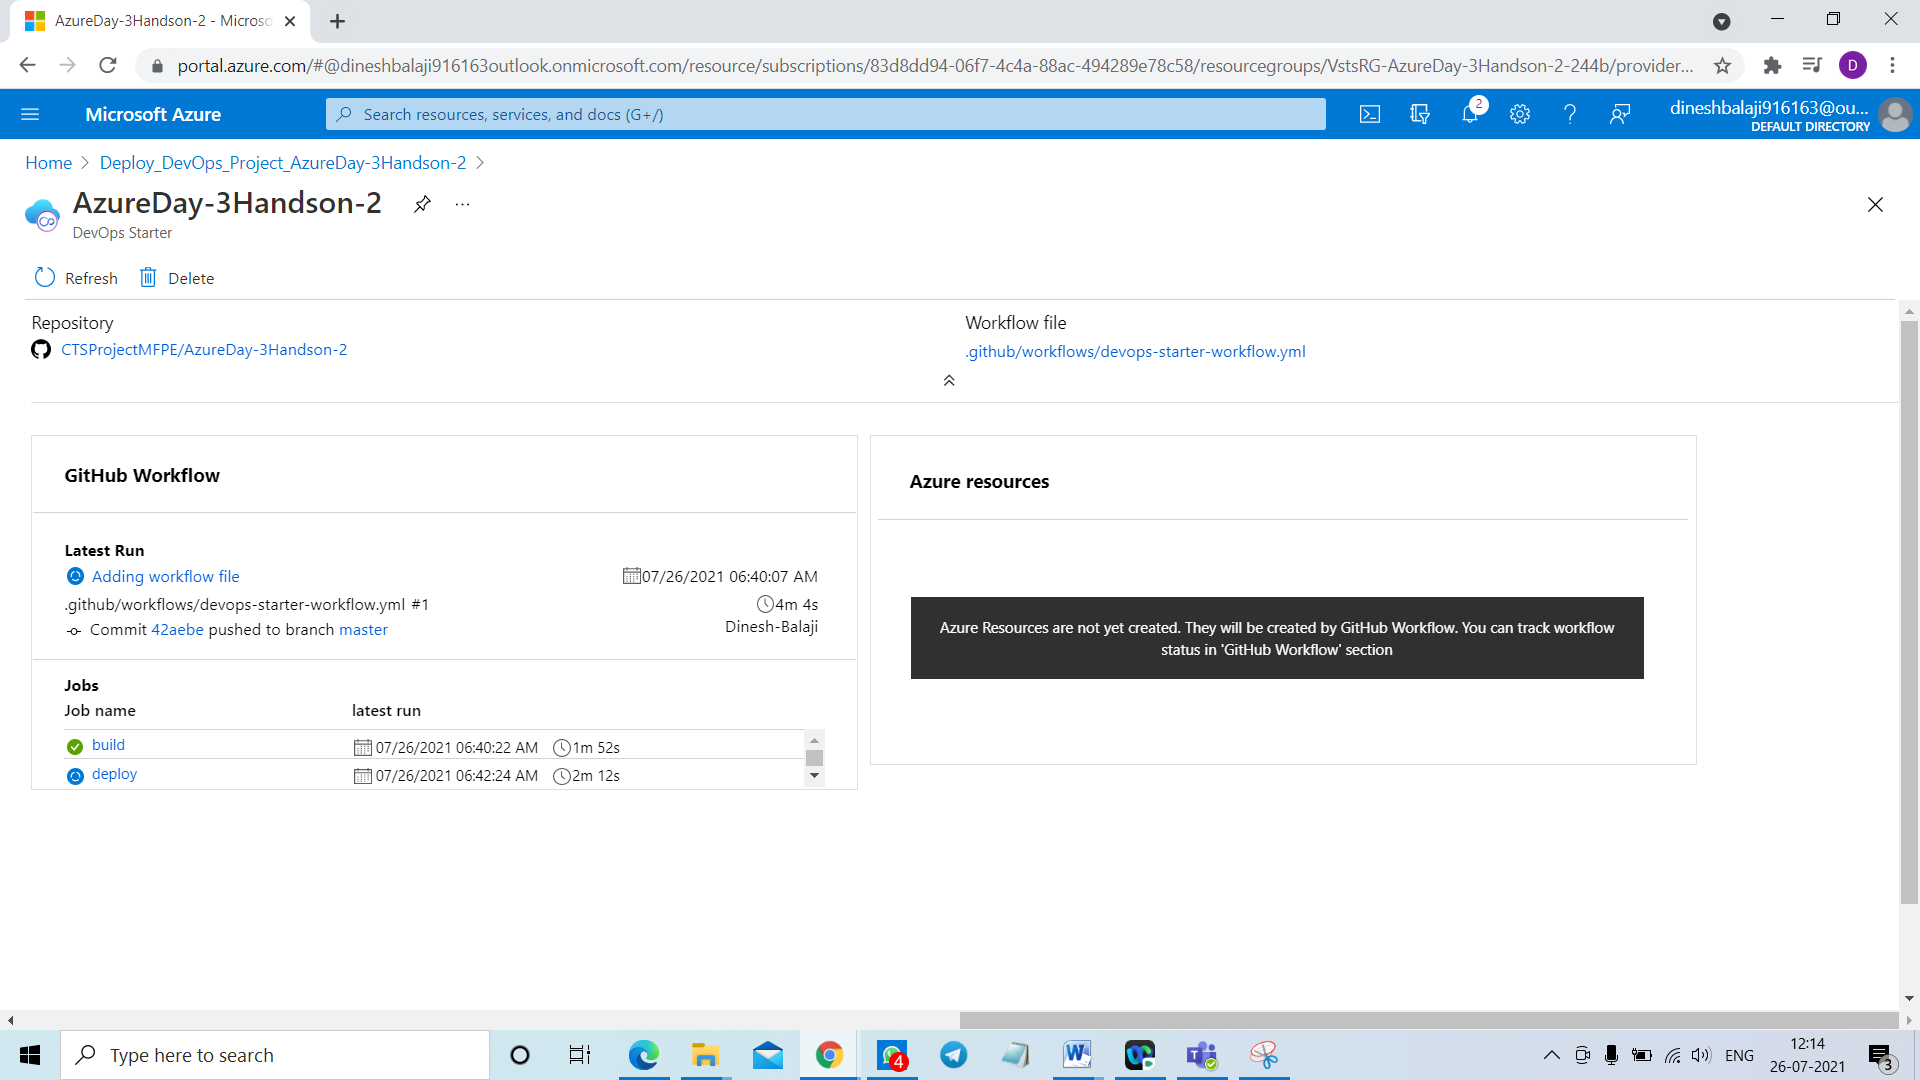 AzureDay-3Handson-2 - Microso
portal.azure.com/#@dineshbalaji916163outlook.onmicrosoft.com/resource/subscriptions/83d8dd94-06f7-4c4a-88ac-494289e78c58/resourcegroups/VstsRG-AzureDay-3Handson-2-244b/provider...
D
Microsoft Azure
Search resources, services, and docs (G+/)
2
dineshbalaji916163@ou...
DEFAULT DIRECTORY
Home > Deploy_DevOps_Project_AzureDay-3Handson-2 >
AzureDay-3Handson-2
DevOps Starter
Refresh Delete
Repository
CTSProjectMFPE/AzureDay-3Handson-2
Workflow file
.github/workflows/devops-starter-workflow.yml
GitHub Workflow
Latest Run
Adding workflow file 07/26/2021 06:40:07 AM
.github/workflows/devops-starter-workflow.yml #1 4m 4s
Commit 42aebe pushed to branch master Dinesh-Balaji
Jobs
Job name latest run
build 07/26/2021 06:40:22 AM 1m 52s
deploy 07/26/2021 06:42:24 AM 2m 12s
Azure resources
Azure Resources are not yet created. They will be created by GitHub Workflow. You can track workflow
status in 'GitHub Workflow' section
Type here to search
4
ENG
12:14
26-07-2021
3